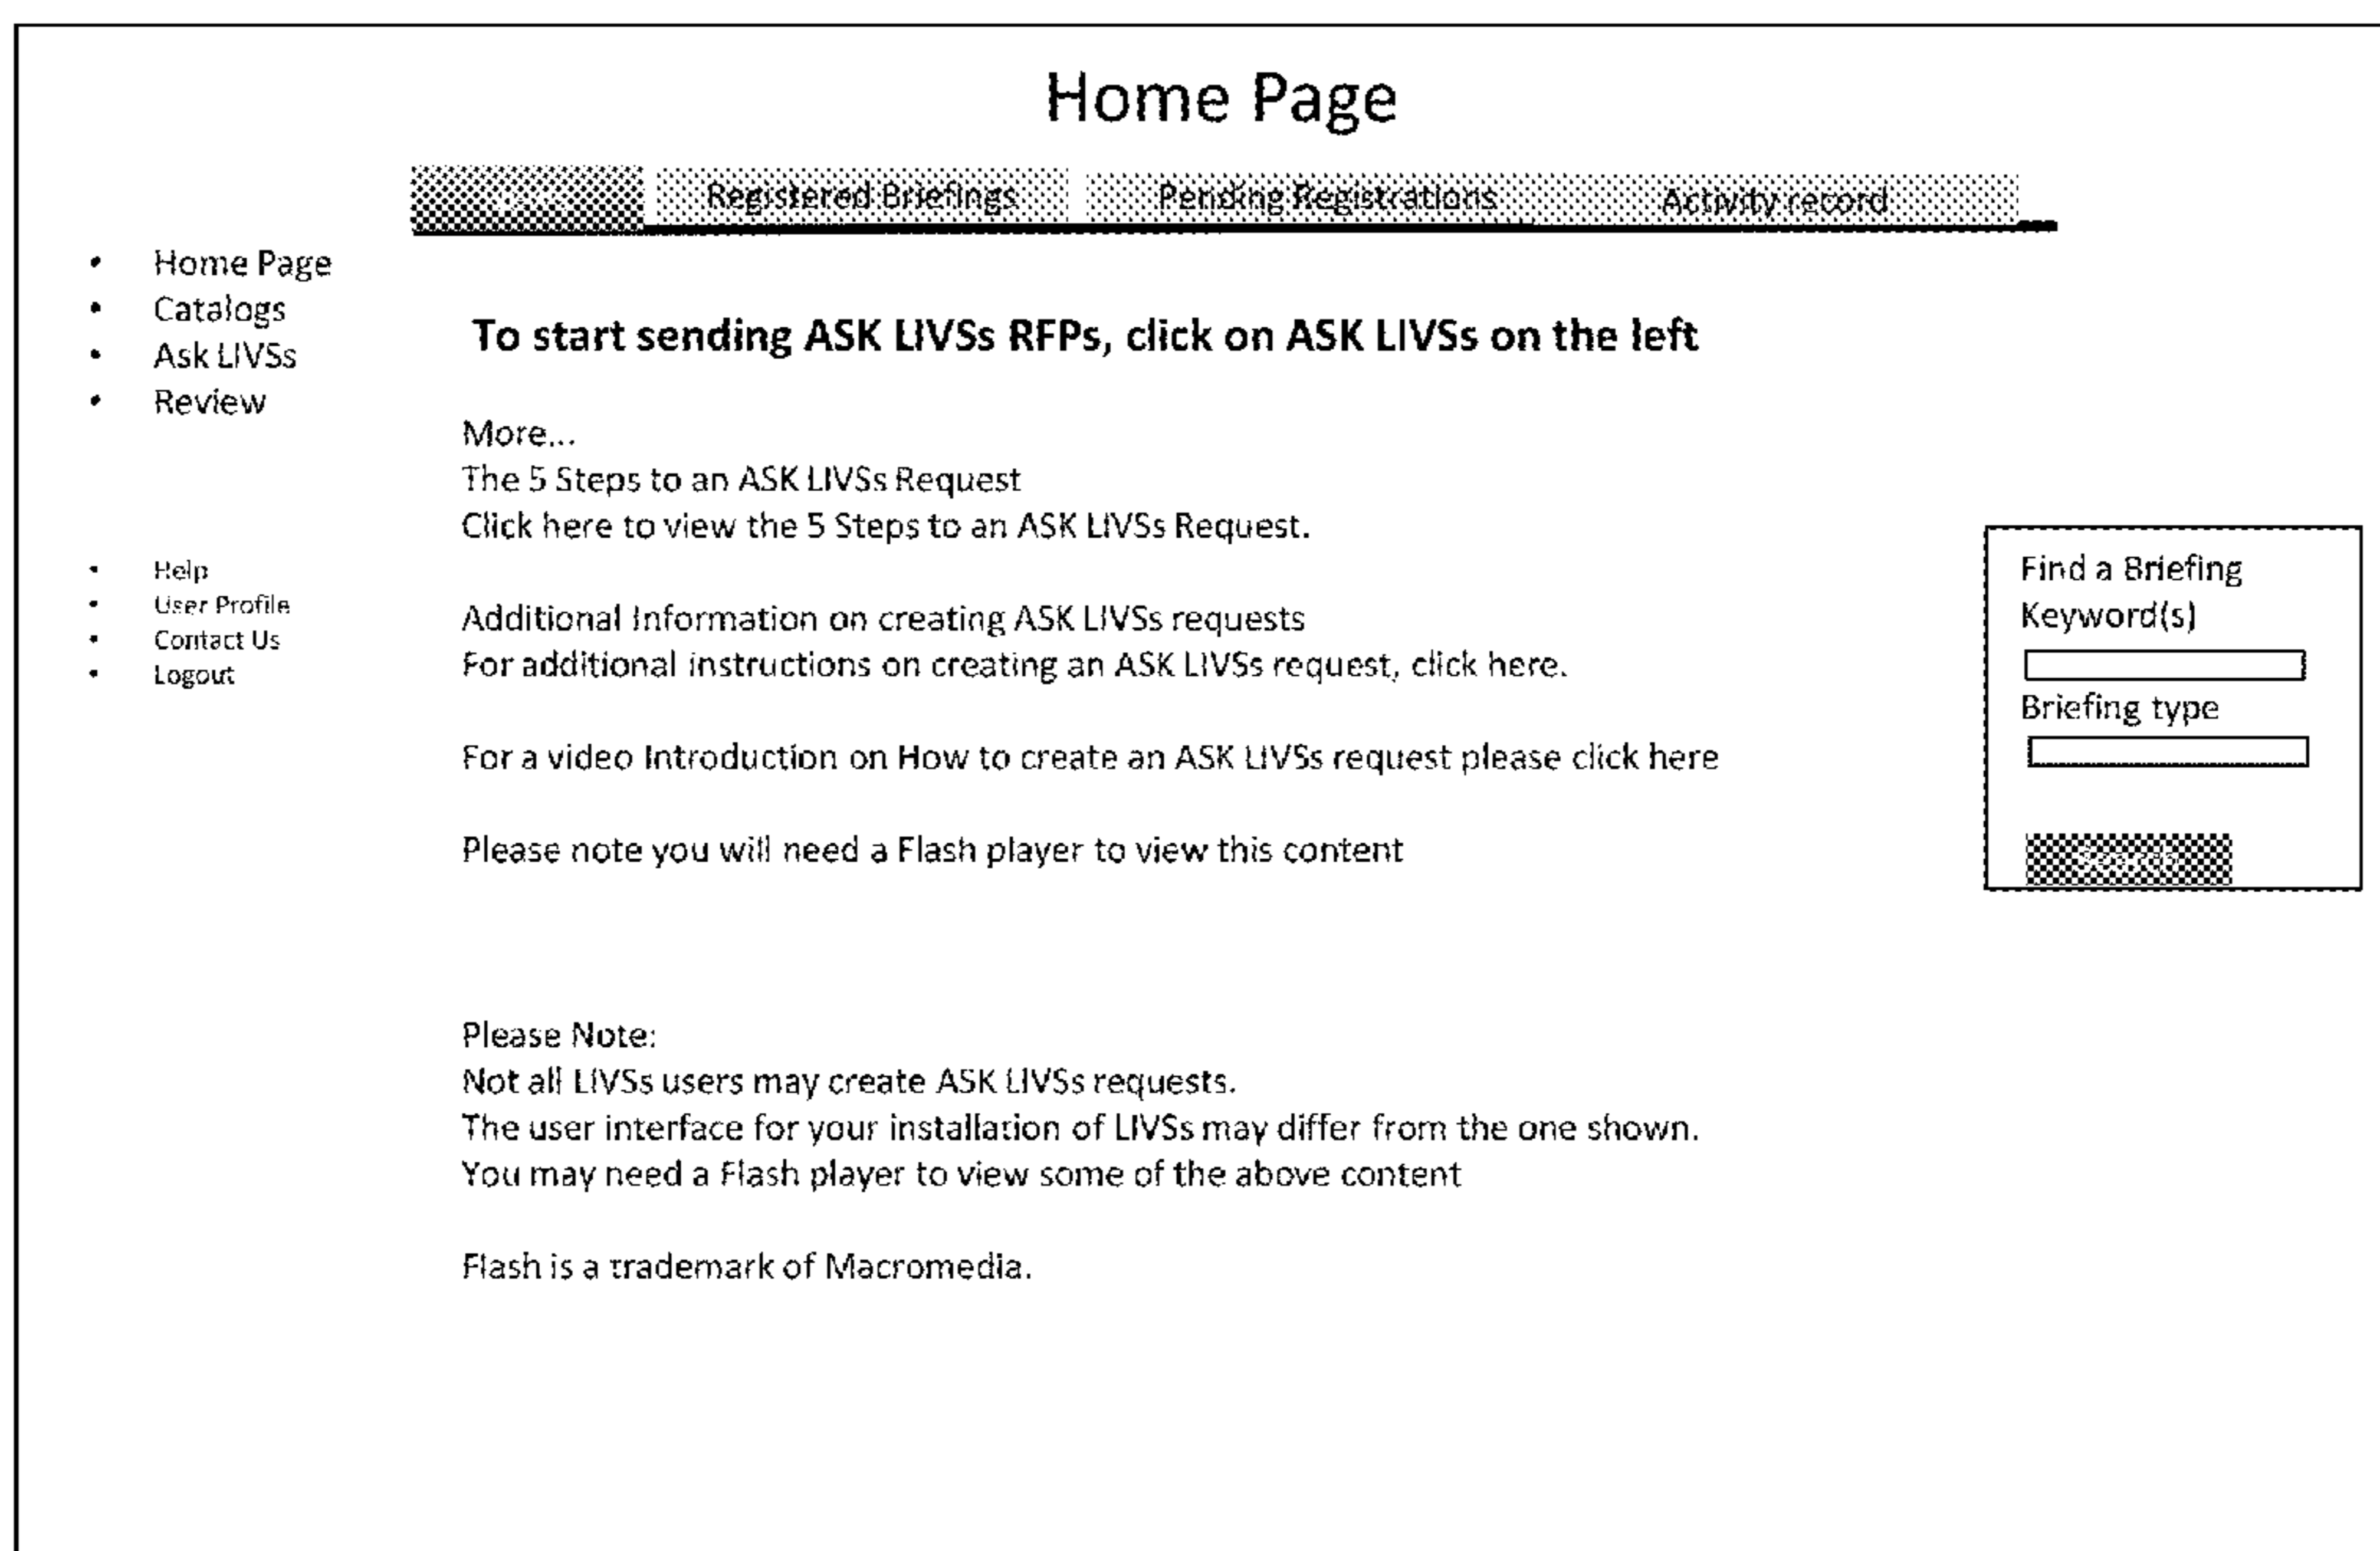 Home Page
Registered Briefings
Pending Registrations
Activity record
Home Page
Catalogs
Ask LIVSs
Review
Help
User Profile
Contact Us
Logout
To start sending ASK LIVSs RFPs, click on ASK LIVSs on the left
More...
The 5 Steps to an ASK LIVSs Request
Click here to view the 5 Steps to an ASK LIVSs Request.
Additional Information on creating ASK LIVSs requests
For additional instructions on creating an ASK LIVSs request, click here.
For a video Introduction on How to create an ASK LIVSs request please click here
Please note you will need a Flash player to view this content
Please Note:
Not all LIVSs users may create ASK LIVSs requests.
The user interface for your installation of LIVSs may differ from the one shown.
You may need a Flash player to view some of the above content
Flash is a trademark of Macromedia.
Find a Briefing
Keyword(s)
Briefing type
Search